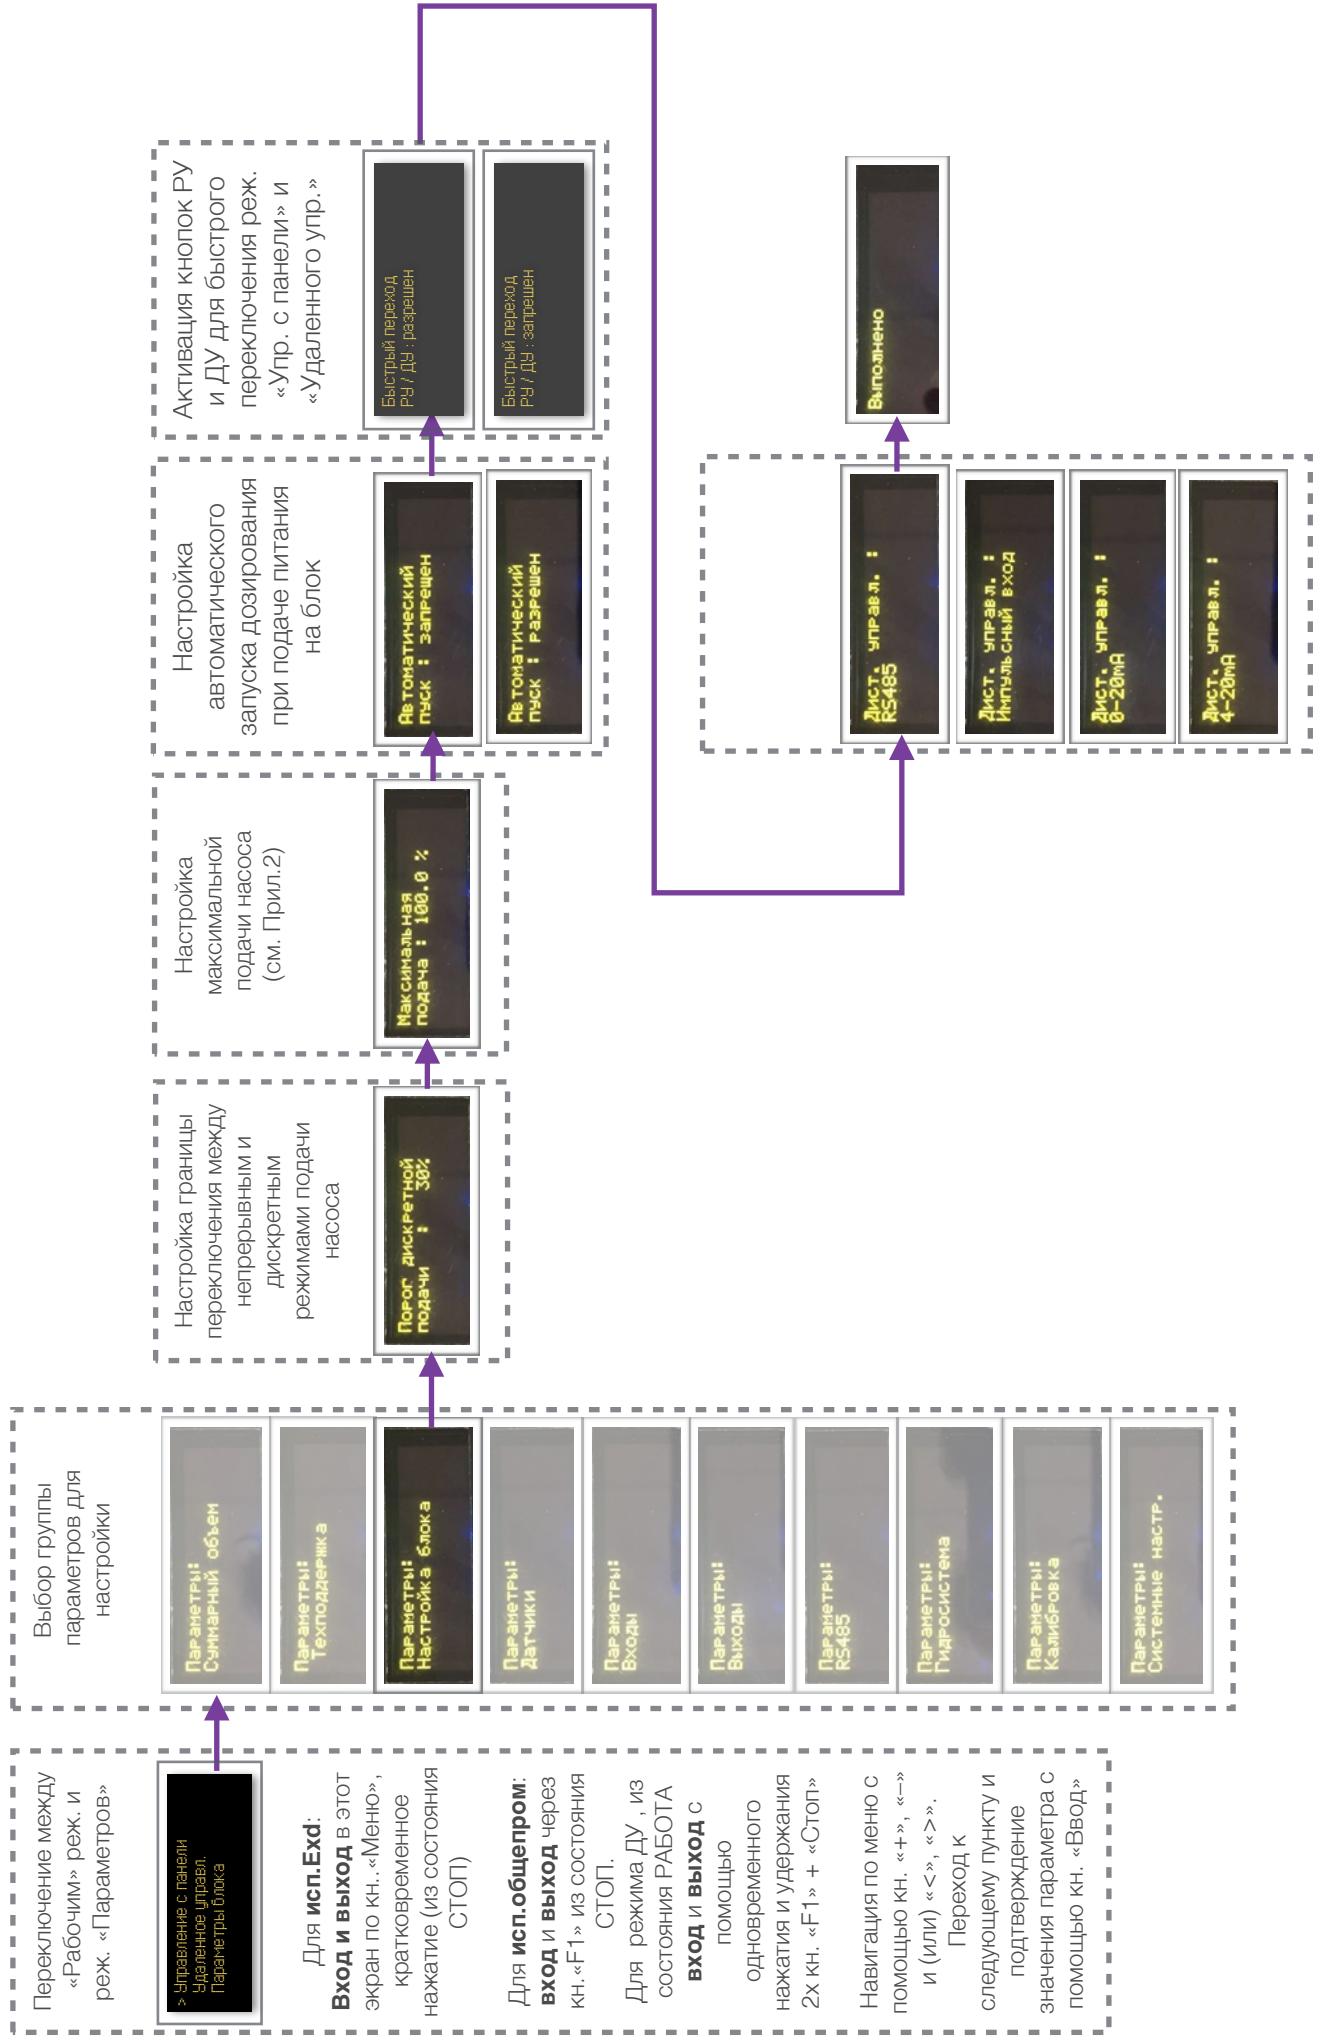 Переключение между
«Рабочим» реж. и
реж. «Параметров»
> Управление с панели
Удаленное управл.
Параметры блока
Для исп.Exd:
Вход и выход в этот
экран по кн.«Меню»,
кратковременное
нажатие (из состояния
СТОП)
Для исп.общепром:
вход и выход через
кн.«F1» из состояния
СТОП.
Для режима ДУ, из
состояния РАБОТА
вход и выход с
помощью
одновременного
нажатия и удержания
2х кн. «F1» + «Стоп»
Навигация по меню с
помощью кн. «+», «–»
и (или) «<», «>».
Переход к
следующему пункту и
подтверждение
значения параметра с
помощью кн. «Ввод»
Выбор группы
параметров для
настройки
Параметры:
Суммарный объем
Параметры:
Техподдержка
Параметры:
Настройка блока
Параметры:
Датчики
Параметры:
Входы
Параметры:
Выходы
Параметры:
RS485
Параметры:
Гидросистема
Параметры:
Калибровка
Параметры:
Системные настр.
Настройка границы
переключения между
непрерывным и
дискретным
режимами подачи
насоса
Порог дискретной
подачи : 30%
Настройка
максимальной
подачи насоса
(см. Прил.2)
Максимальная
подача : 100.0 %
Настройка
автоматического
запуска дозирования
при подаче питания
на блок
Автоматический
пуск : запрещен
Автоматический
пуск : разрешен
Активация кнопок РУ
и ДУ для быстрого
переключения реж.
«Упр. с панели» и
«Удаленного упр.»
Быстрый переход
РУ / ДУ : разрешен
Быстрый переход
РУ / ДУ : запрещен
Дист. управл. :
RS485
Дист. управл. :
Импульсный вход
Дист. управл. :
0-20mA
Дист. управл. :
4-20mA
Выполнено